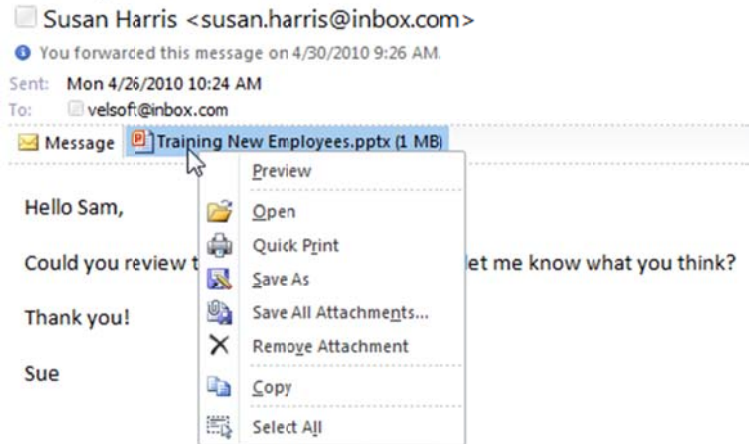 Susan Harris <susan.harris@inbox.com>
You forwarded this message on 4/30/2010 9:26 AM.
Sent: Mon 4/26/2010 10:24 AM
To: velsoft@inbox.com
Message Training New Employees.pptx (1 MB)
Preview
Hello Sam,
Open
Quick Print
Could you review let me know what you think?
Save As
Thank you!
Save All Attachments...
Remove Attachment
Sue
Copy
Select All